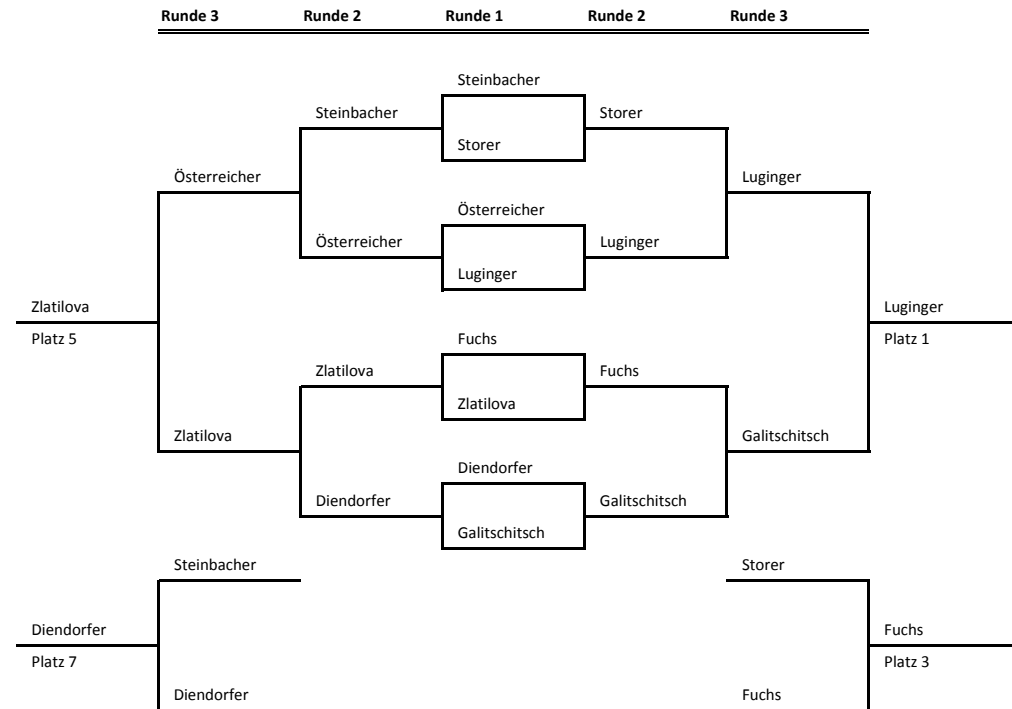 Runde 3 Runde 2 Runde 1 Runde 2 Runde 3
Steinbacher
Steinbacher Storer
Storer
Österreicher Luginger
Österreicher
Österreicher Luginger
Luginger
Zlatilova Luginger
Platz 5 Platz 1
Fuchs
Zlatilova Fuchs
Zlatilova
Zlatilova Galitschitsch
Diendorfer
Diendorfer Galitschitsch
Galitschitsch
Steinbacher Storer
Diendorfer Fuchs
Platz 7 Platz 3
Diendorfer Fuchs